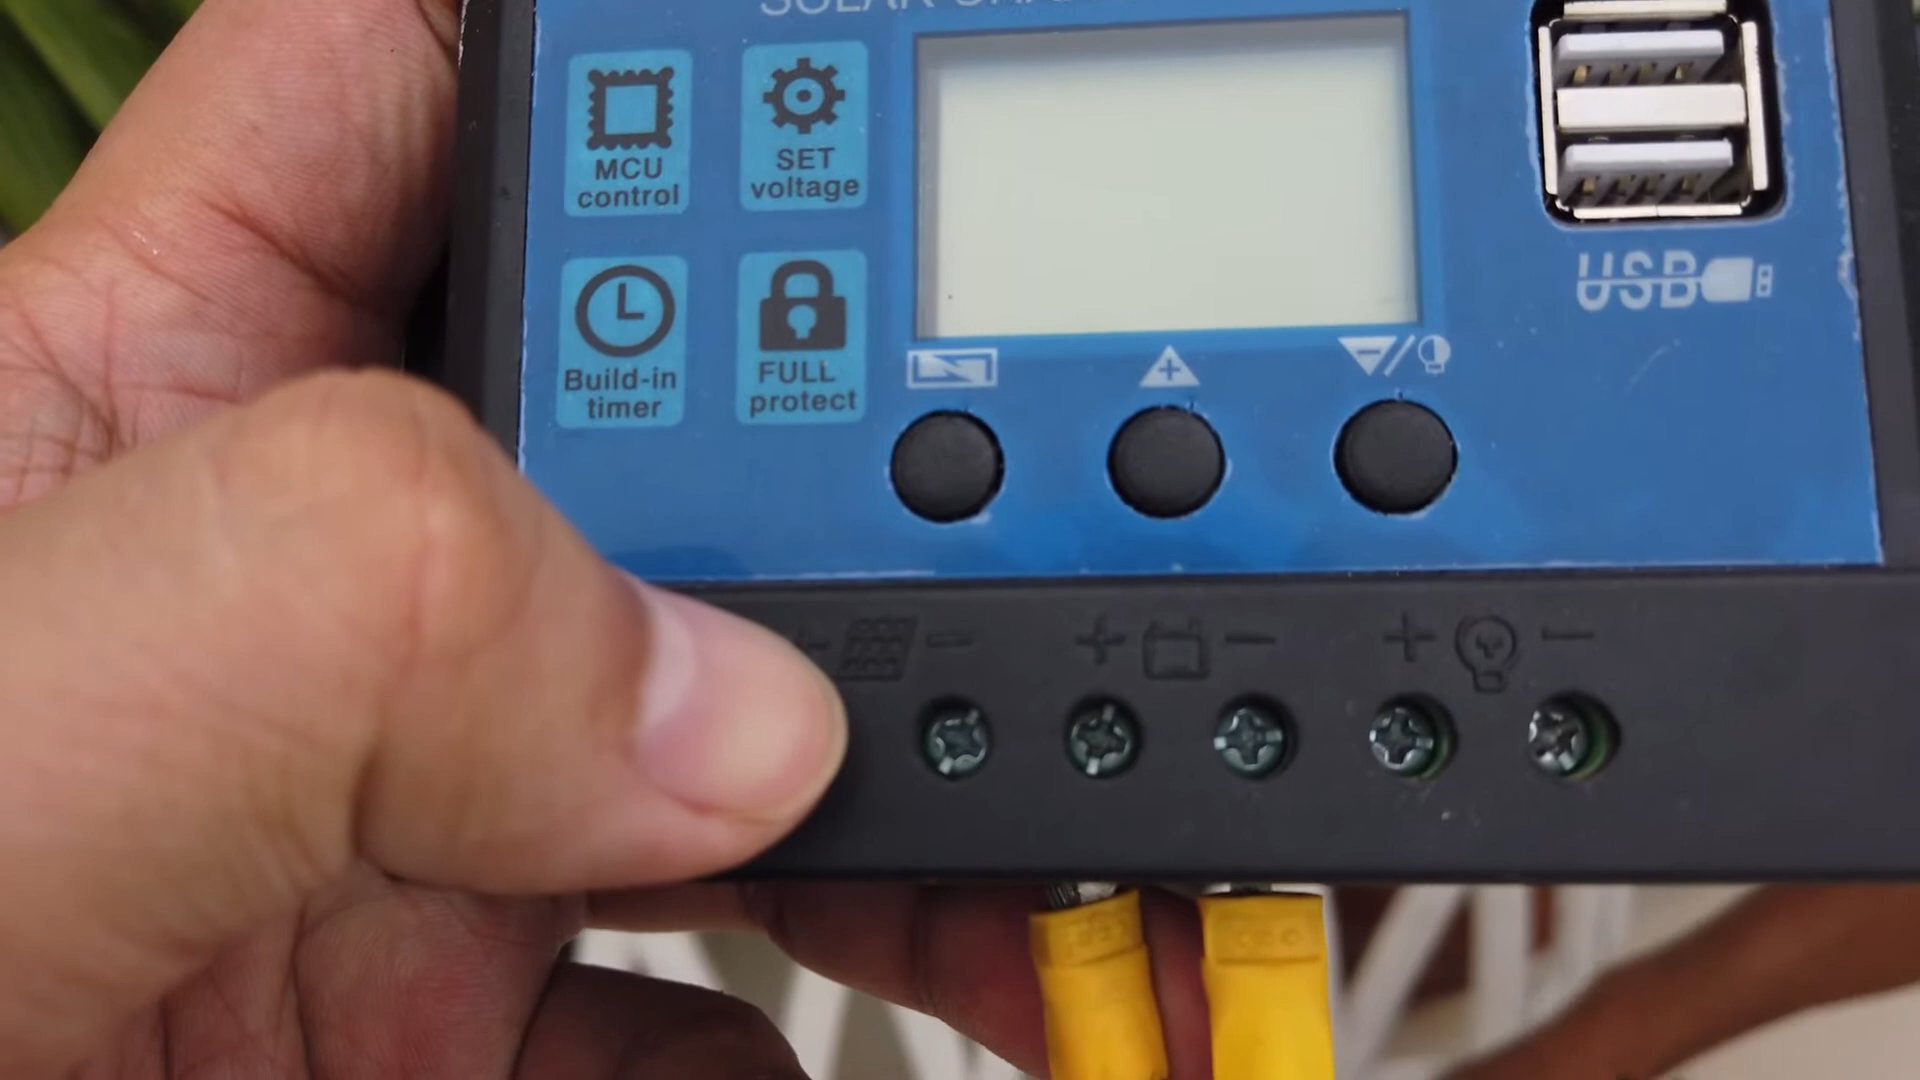 SOLAR
MCU
control
SET
voltage
Build-in
timer
FULL
protect
USB
+ -
+ -
+ -